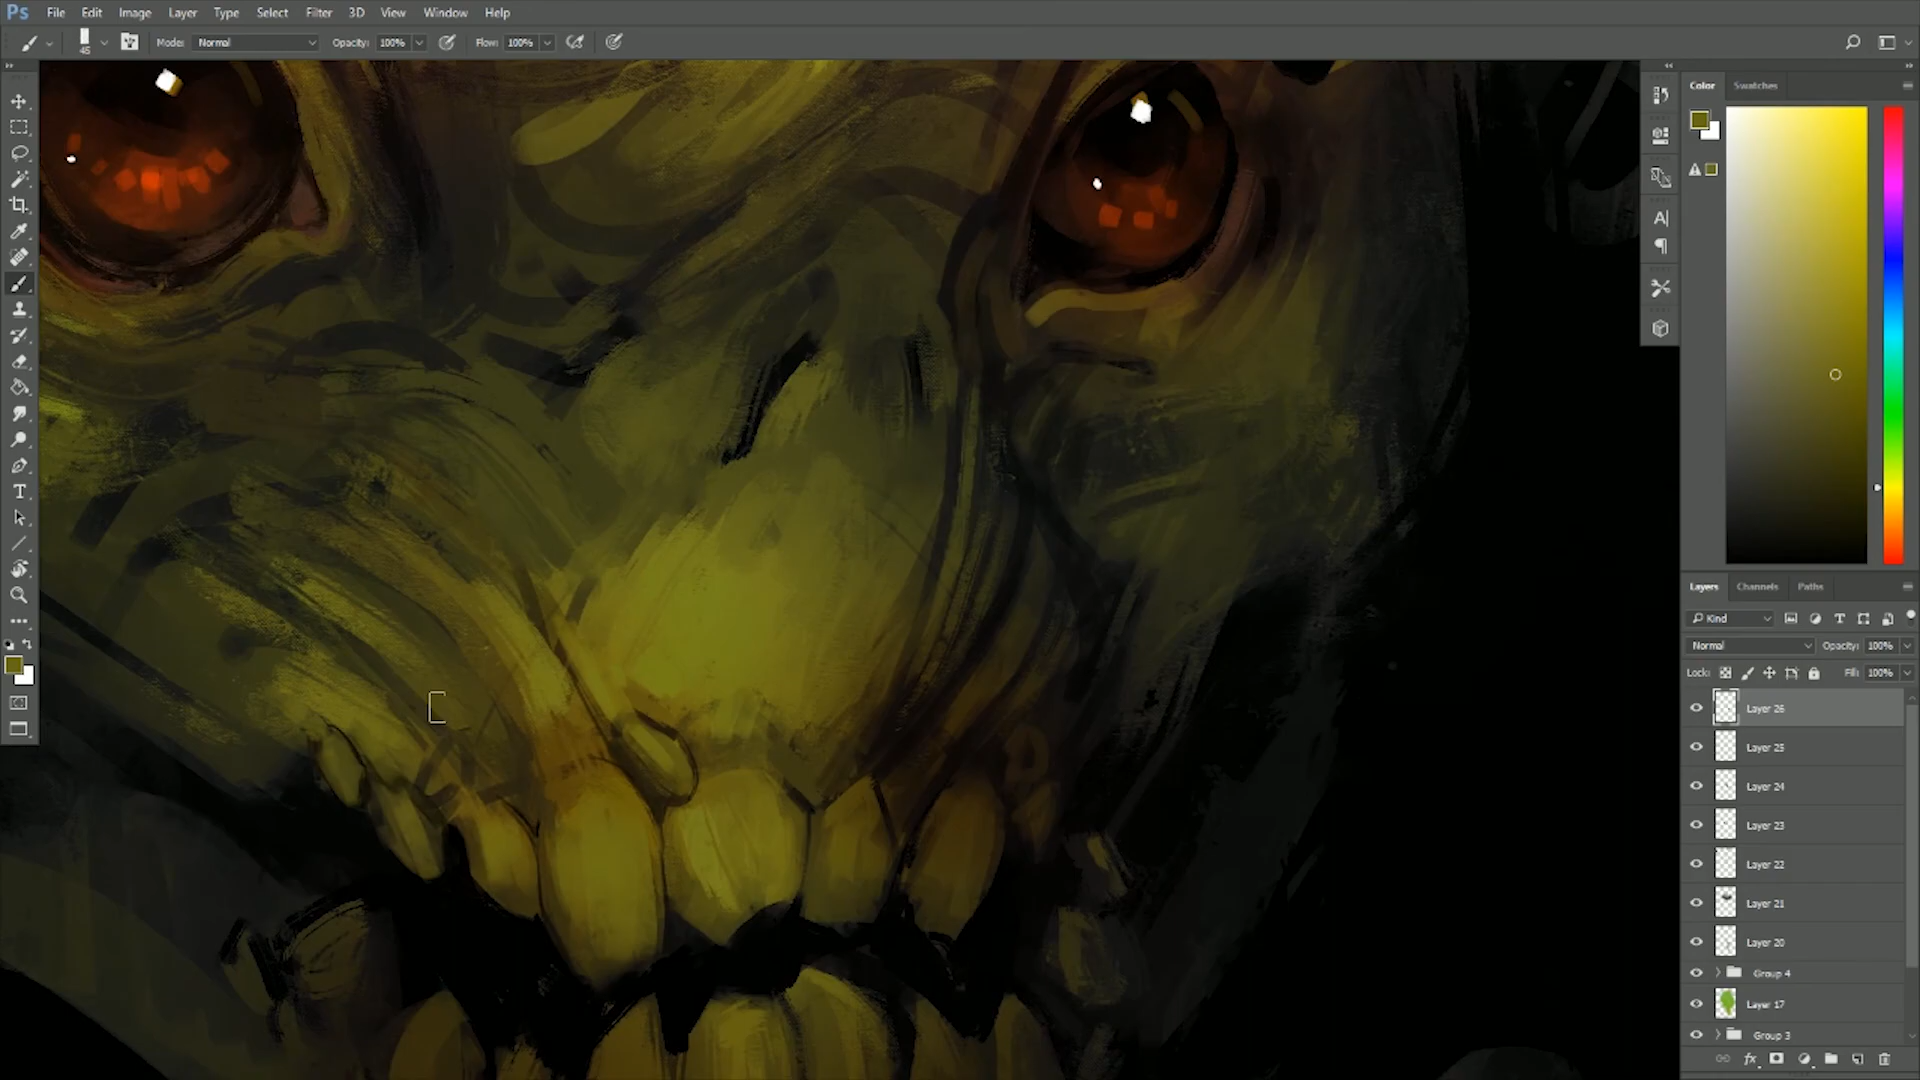 Ps File Edit Image Layer Type Select Filter 3D View Window Help
45 Mode: Normal Opacity: 100% Flow: 100%
Color Swatches
Layers Channels Paths
Kind
Normal Opacity: 100%
Lock: Fill: 100%
Layer 26
Layer 25
Layer 24
Layer 23
Layer 22
Layer 21
Layer 20
Group 4
Layer 17
Group 3